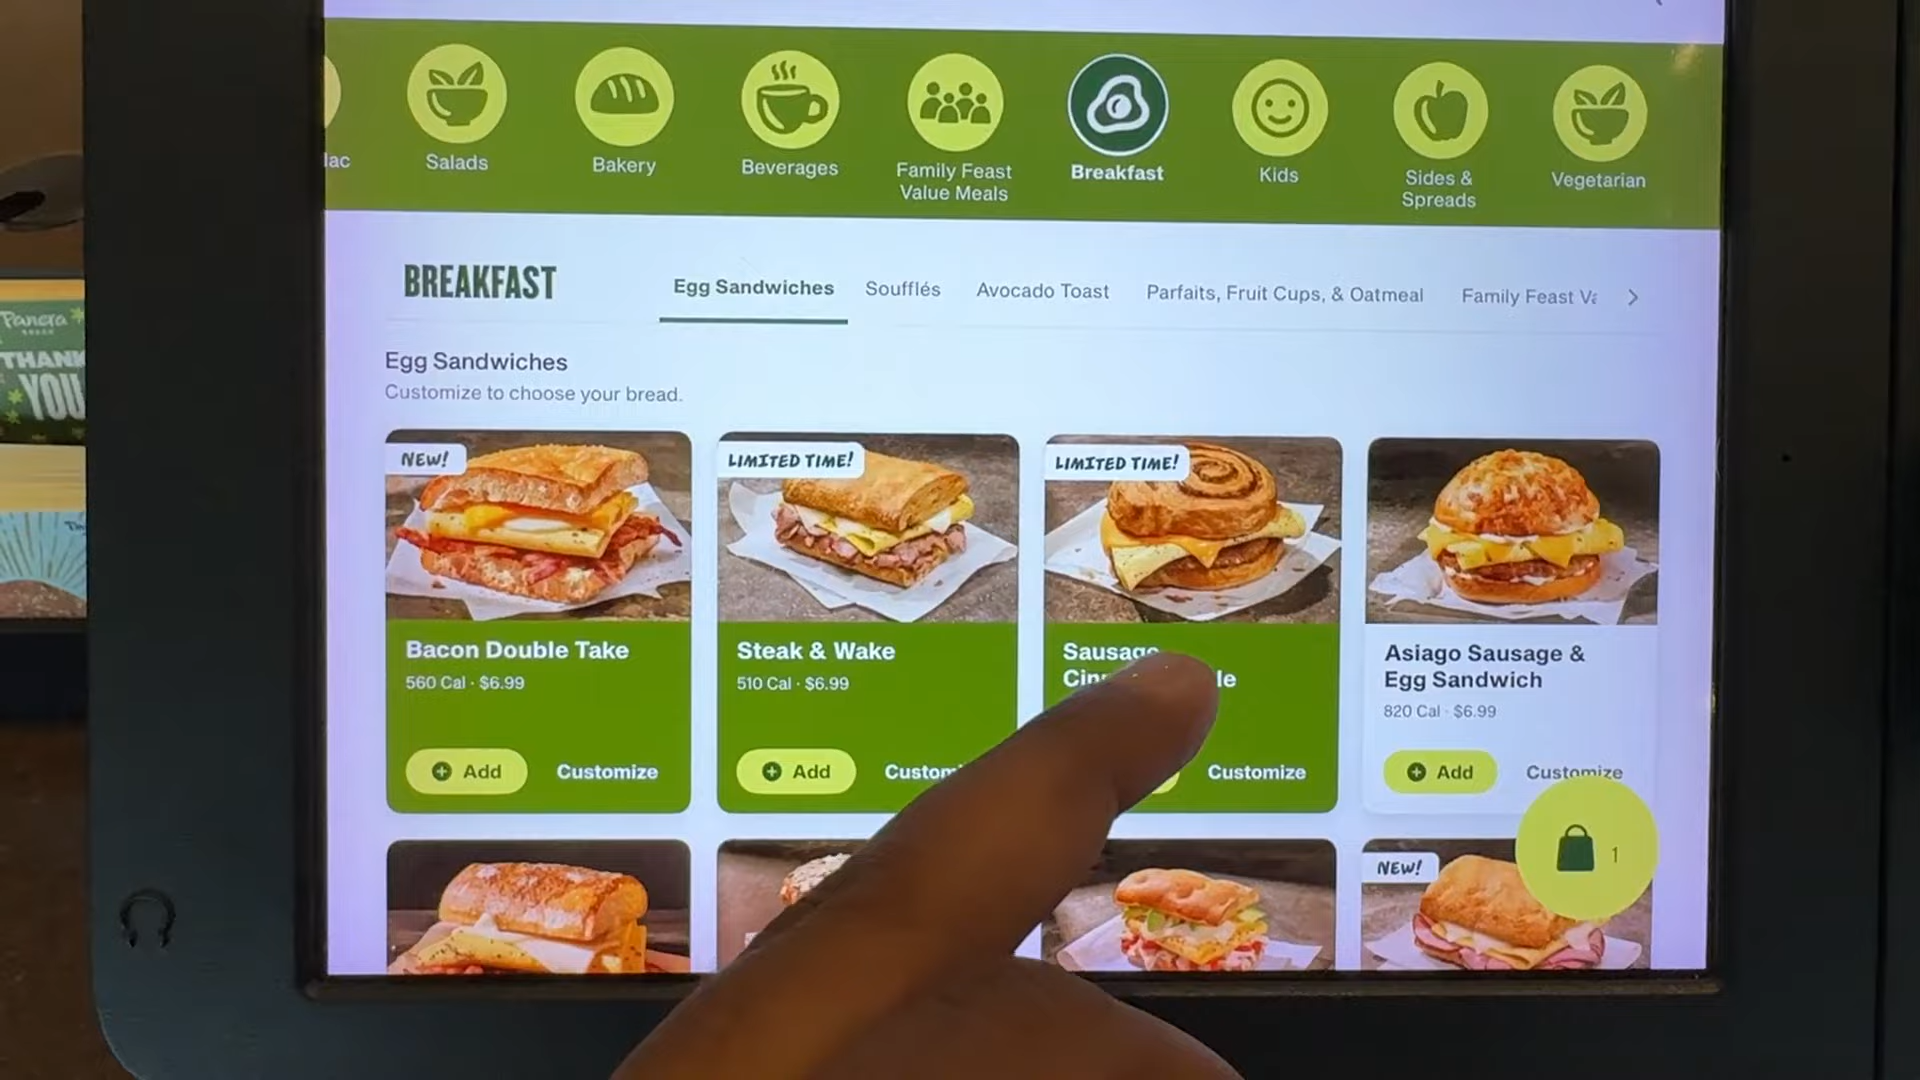 Salads
Bakery
Beverages
Family Feast
Value Meals
Breakfast
Kids
Sides &
Spreads
Vegetarian
BREAKFAST
Egg Sandwiches
Soufflés
Avocado Toast
Parfaits, Fruit Cups, & Oatmeal
Family Feast
Egg Sandwiches
Customize to choose your bread.
NEW!
LIMITED TIME!
LIMITED TIME!
Bacon Double Take
560 Cal · $6.99
Steak & Wake
510 Cal · $6.99
Sausage
Asiago Sausage &
Egg Sandwich
820 Cal · $6.99
Add
Customize
Add
Customize
Add
Customize
NEW!
1
Panera
THANK
YOU